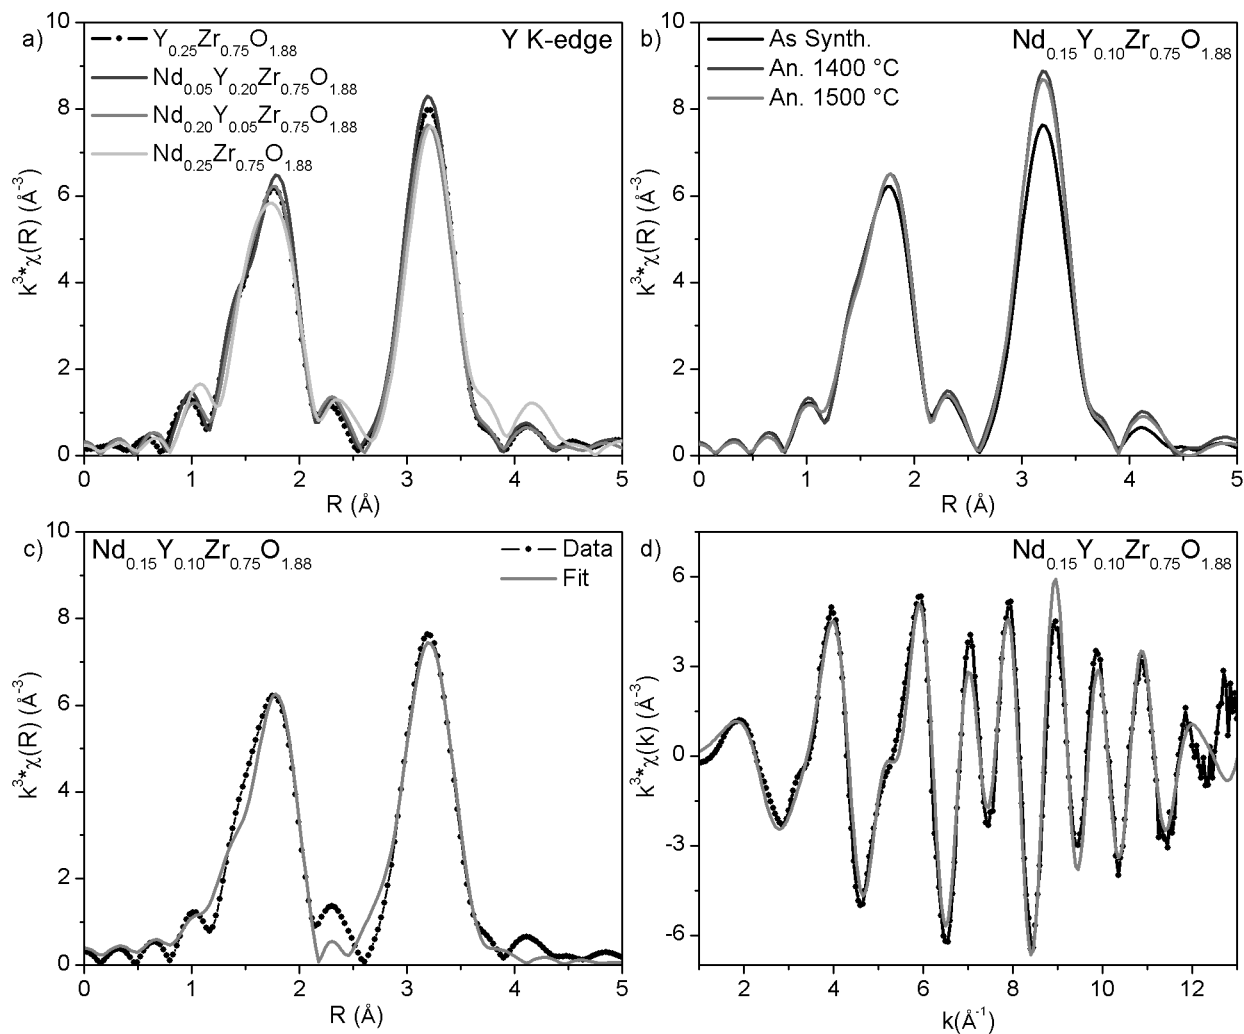 a)
Y0.25Zr0.75O1.88
Nd0.05Y0.20Zr0.75O1.88
Nd0.20Y0.05Zr0.75O1.88
Nd0.25Zr0.75O1.88
Y K-edge
10
8
6
4
2
0
k3*χ(R) (Å-3)
0 1 2 3 4 5
R (Å)
b)
As Synth.
An. 1400 °C
An. 1500 °C
Nd0.15Y0.10Zr0.75O1.88
10
8
6
4
2
0
k3*χ(R) (Å-3)
0 1 2 3 4 5
R (Å)
c)
Nd0.15Y0.10Zr0.75O1.88
Data
Fit
10
8
6
4
2
0
k3*χ(R) (Å-3)
0 1 2 3 4 5
R (Å)
d)
Nd0.15Y0.10Zr0.75O1.88
6
3
0
-3
-6
k3*χ(k) (Å-3)
2 4 6 8 10 12
k(Å-1)